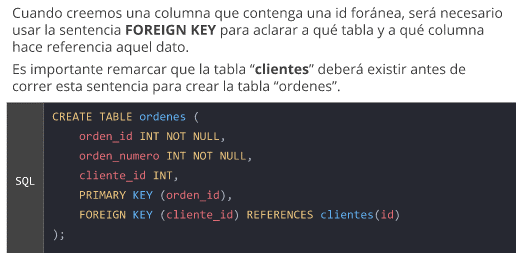 Cuando creemos una columna que contenga una id foránea, será necesario
usar la sentencia FOREIGN KEY para aclarar a qué tabla y a qué columna
hace referencia aquel dato.
Es importante remarcar que la tabla “clientes” deberá existir antes de
correr esta sentencia para crear la tabla “ordenes”.
SQL
CREATE TABLE ordenes (
orden_id INT NOT NULL,
orden_numero INT NOT NULL,
cliente_id INT,
PRIMARY KEY (orden_id),
FOREIGN KEY (cliente_id) REFERENCES clientes(id)
);